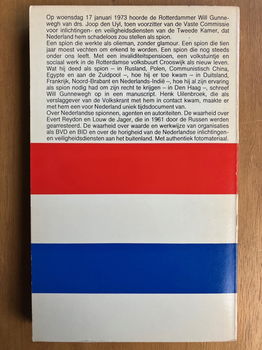 Op woensdag 17 januari 1973 hoorde de Rotterdammer Will Gunne-
wegh van drs. Joop den Uyl, toen voorzitter van de Vaste Commissie
voor inlichtingen- en veiligheidsdiensten van de Tweede Kamer, dat
Nederland hem schadeloos zou stellen als spion.
Een spion die werkte als olieman, zonder glamour. Een spion die tien
jaar moest vechten om erkend te worden. Een spion die nog steeds
onder ons leeft. Met een invaliditeitspensioen, een volkstuintje en
sociaal werk in de Rotterdamse volksbuurt Crooswijk als nieuw leven.
Wat hij deed als spion – in Rusland, Polen, Communistisch China,
Egypte en aan de Zuidpool –, hoe hij er toe kwam – in Duitsland,
Frankrijk, Noord-Brabant en Nederlands-Indië –, hoe hij al zijn ervaring
als spion nodig had om zijn recht te krijgen – in Den Haag –, schreef
Will Gunnewegh op in een manuscript. Henk Uilenbroek, die als
verslaggever van de Volkskrant met hem in contact kwam, maakte er
met hem een voor Nederland uniek tijdsdocument van.
Over Nederlandse spionnen, agenten en autoriteiten. De waarheid over
Evert Reydon en Louw de Jager, die in 1961 door de Russen werden
gearresteerd. De waarheid over waarde en werkwijze van organisaties
als BVD en BID en over de horigheid van de Nederlandse inlichtingen-
en veiligheidsdiensten aan het buitenland. Met authentiek fotomateriaal.